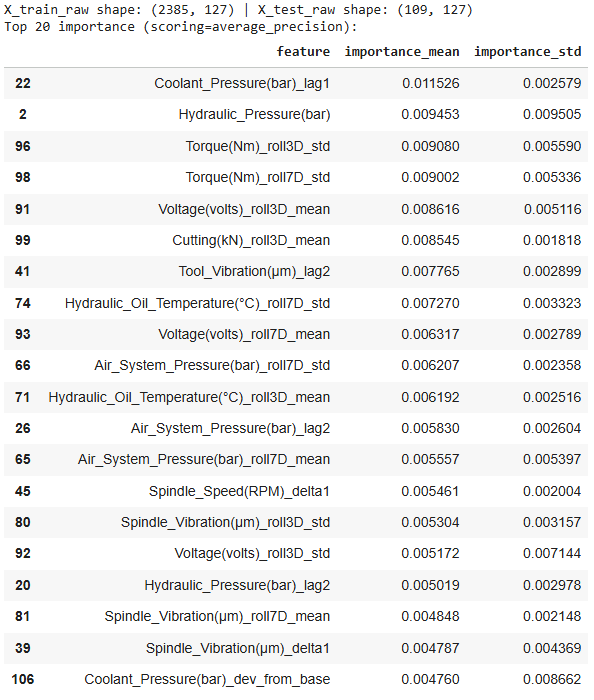 X_train_raw shape: (2385, 127) | X_test_raw shape: (109, 127)
Top 20 importance (scoring=average_precision):
feature importance_mean importance_std
22 Coolant_Pressure(bar)_lag1 0.011526 0.002579
2 Hydraulic_Pressure(bar) 0.009453 0.009505
96 Torque(Nm)_roll3D_std 0.009080 0.005590
98 Torque(Nm)_roll7D_std 0.009002 0.005336
91 Voltage(volts)_roll3D_mean 0.008616 0.005116
99 Cutting(kN)_roll3D_mean 0.008545 0.001818
41 Tool_Vibration(µm)_lag2 0.007765 0.002899
74 Hydraulic_Oil_Temperature(°C)_roll7D_std 0.007270 0.003323
93 Voltage(volts)_roll7D_mean 0.006317 0.002789
66 Air_System_Pressure(bar)_roll7D_std 0.006207 0.002358
71 Hydraulic_Oil_Temperature(°C)_roll3D_mean 0.006192 0.002516
26 Air_System_Pressure(bar)_lag2 0.005830 0.002604
65 Air_System_Pressure(bar)_roll7D_mean 0.005557 0.005397
45 Spindle_Speed(RPM)_delta1 0.005461 0.002004
80 Spindle_Vibration(µm)_roll3D_std 0.005304 0.003157
92 Voltage(volts)_roll3D_std 0.005172 0.007144
20 Hydraulic_Pressure(bar)_lag2 0.005019 0.002978
81 Spindle_Vibration(µm)_roll7D_mean 0.004848 0.002148
39 Spindle_Vibration(µm)_delta1 0.004787 0.004369
106 Coolant_Pressure(bar)_dev_from_base 0.004760 0.008662